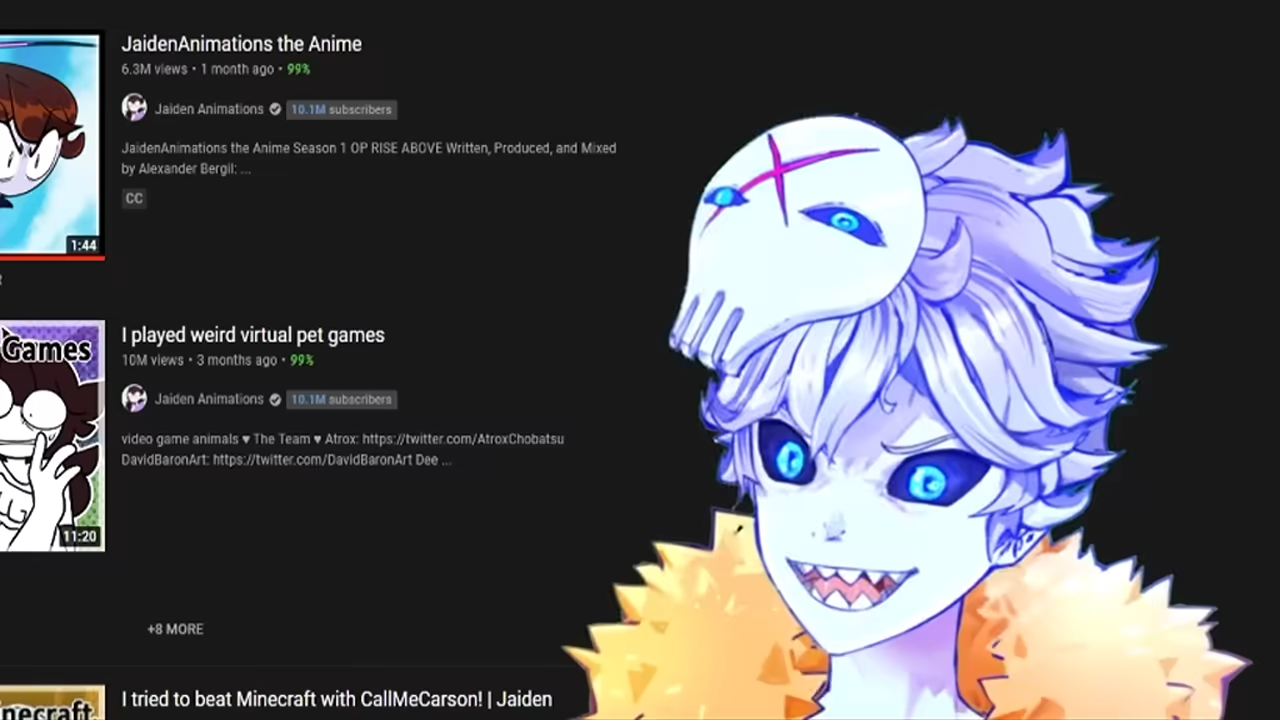 JaidenAnimations the Anime
6.3M views • 1 month ago • 99%
Jaiden Animations 10.1M subscribers
JaidenAnimations the Anime Season 1 OP RISE ABOVE Written, Produced, and Mixed
by Alexander Bergil: ...
CC
1:44
Games
I played weird virtual pet games
10M views • 3 months ago • 99%
Jaiden Animations 10.1M subscribers
video game animals ♥ The Team ♥ Atrox: https://twitter.com/AtroxChobatsu
DavidBaronArt: https://twitter.com/DavidBaronArt Dee ...
11:20
+8 MORE
I tried to beat Minecraft with CallMeCarson! | Jaiden
necraft